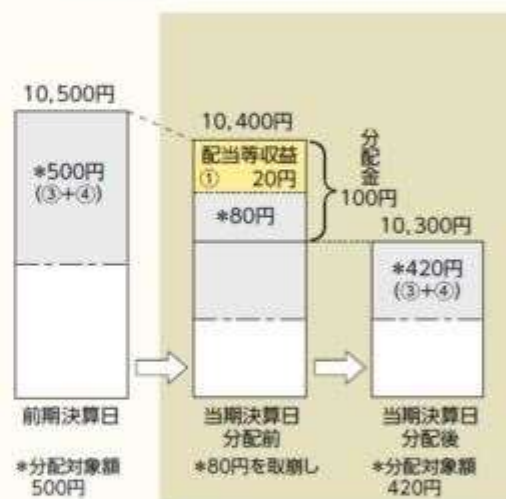 10,500円
*500円
(③+④)
前期決算日
*分配対象額
500円
10,400円
配当等収益
① 20円
*80円
分配金
100円
当期決算日
分配前
*80円を取崩し
10,300円
*420円
(③+④)
当期決算日
分配後
*分配対象額
420円